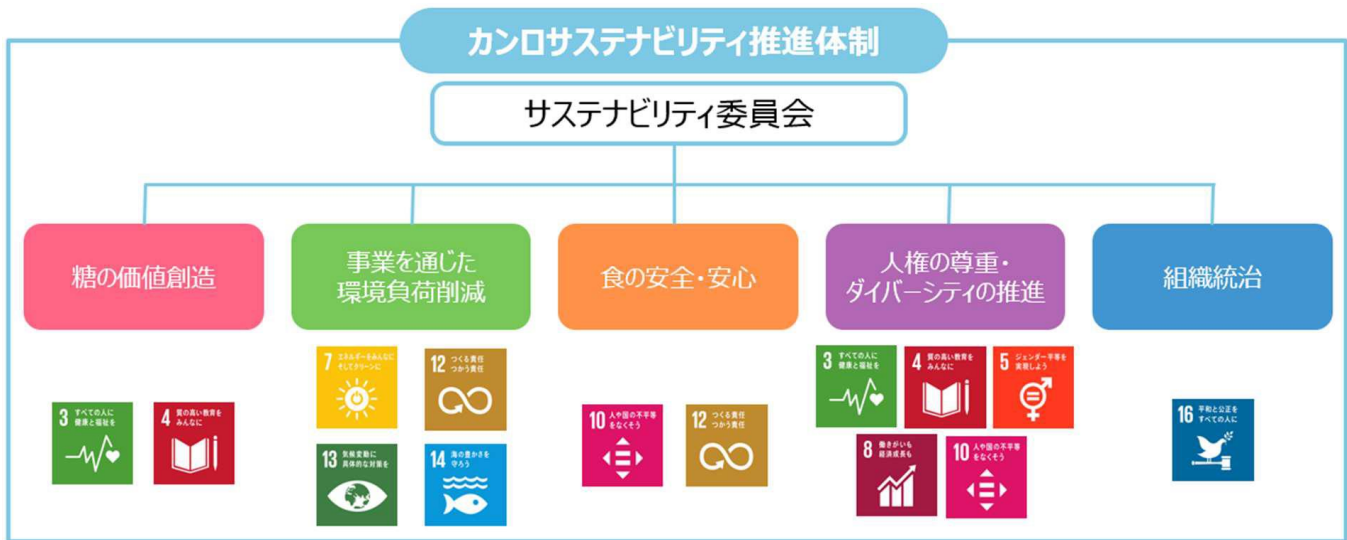 カンロサステナビリティ推進体制
サステナビリティ委員会
糖の価値創造
事業を通じた
環境負荷削減
食の安全・安心
人権の尊重・
ダイバーシティの推進
組織統治
3 すべての人に
健康と福祉を
4 質の高い教育を
みんなに
7 エネルギーをみんなに
そしてクリーンに
12 つくる責任
つかう責任
13 気候変動に
具体的な対策を
14 海の豊かさを
守ろう
10 人や国の不平等
をなくそう
12 つくる責任
つかう責任
3 すべての人に
健康と福祉を
4 質の高い教育を
みんなに
5 ジェンダー平等を
実現しよう
8 働きがいも
経済成長も
10 人や国の不平等
をなくそう
16 平和と公正を
すべての人に